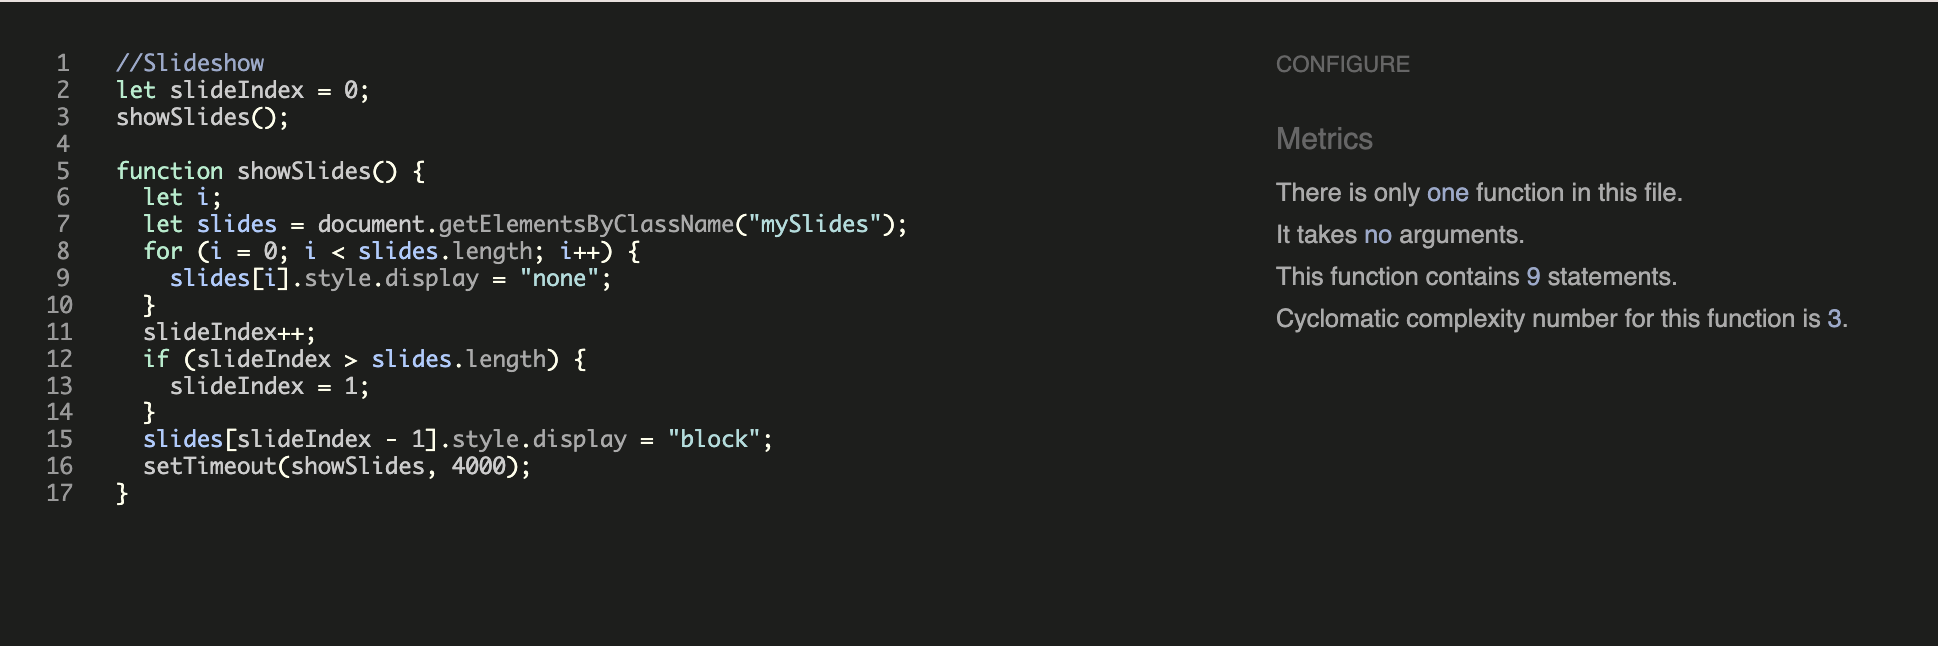 1 //Slideshow
2 let slideIndex = 0;
3 showSlides();
4
5 function showSlides() {
6 let i;
7 let slides = document.getElementsByClassName("mySlides");
8 for (i = 0; i < slides.length; i++) {
9 slides[i].style.display = "none";
10 }
11 slideIndex++;
12 if (slideIndex > slides.length) {
13 slideIndex = 1;
14 }
15 slides[slideIndex - 1].style.display = "block";
16 setTimeout(showSlides, 4000);
17 }
CONFIGURE
Metrics
There is only one function in this file.
It takes no arguments.
This function contains 9 statements.
Cyclomatic complexity number for this function is 3.